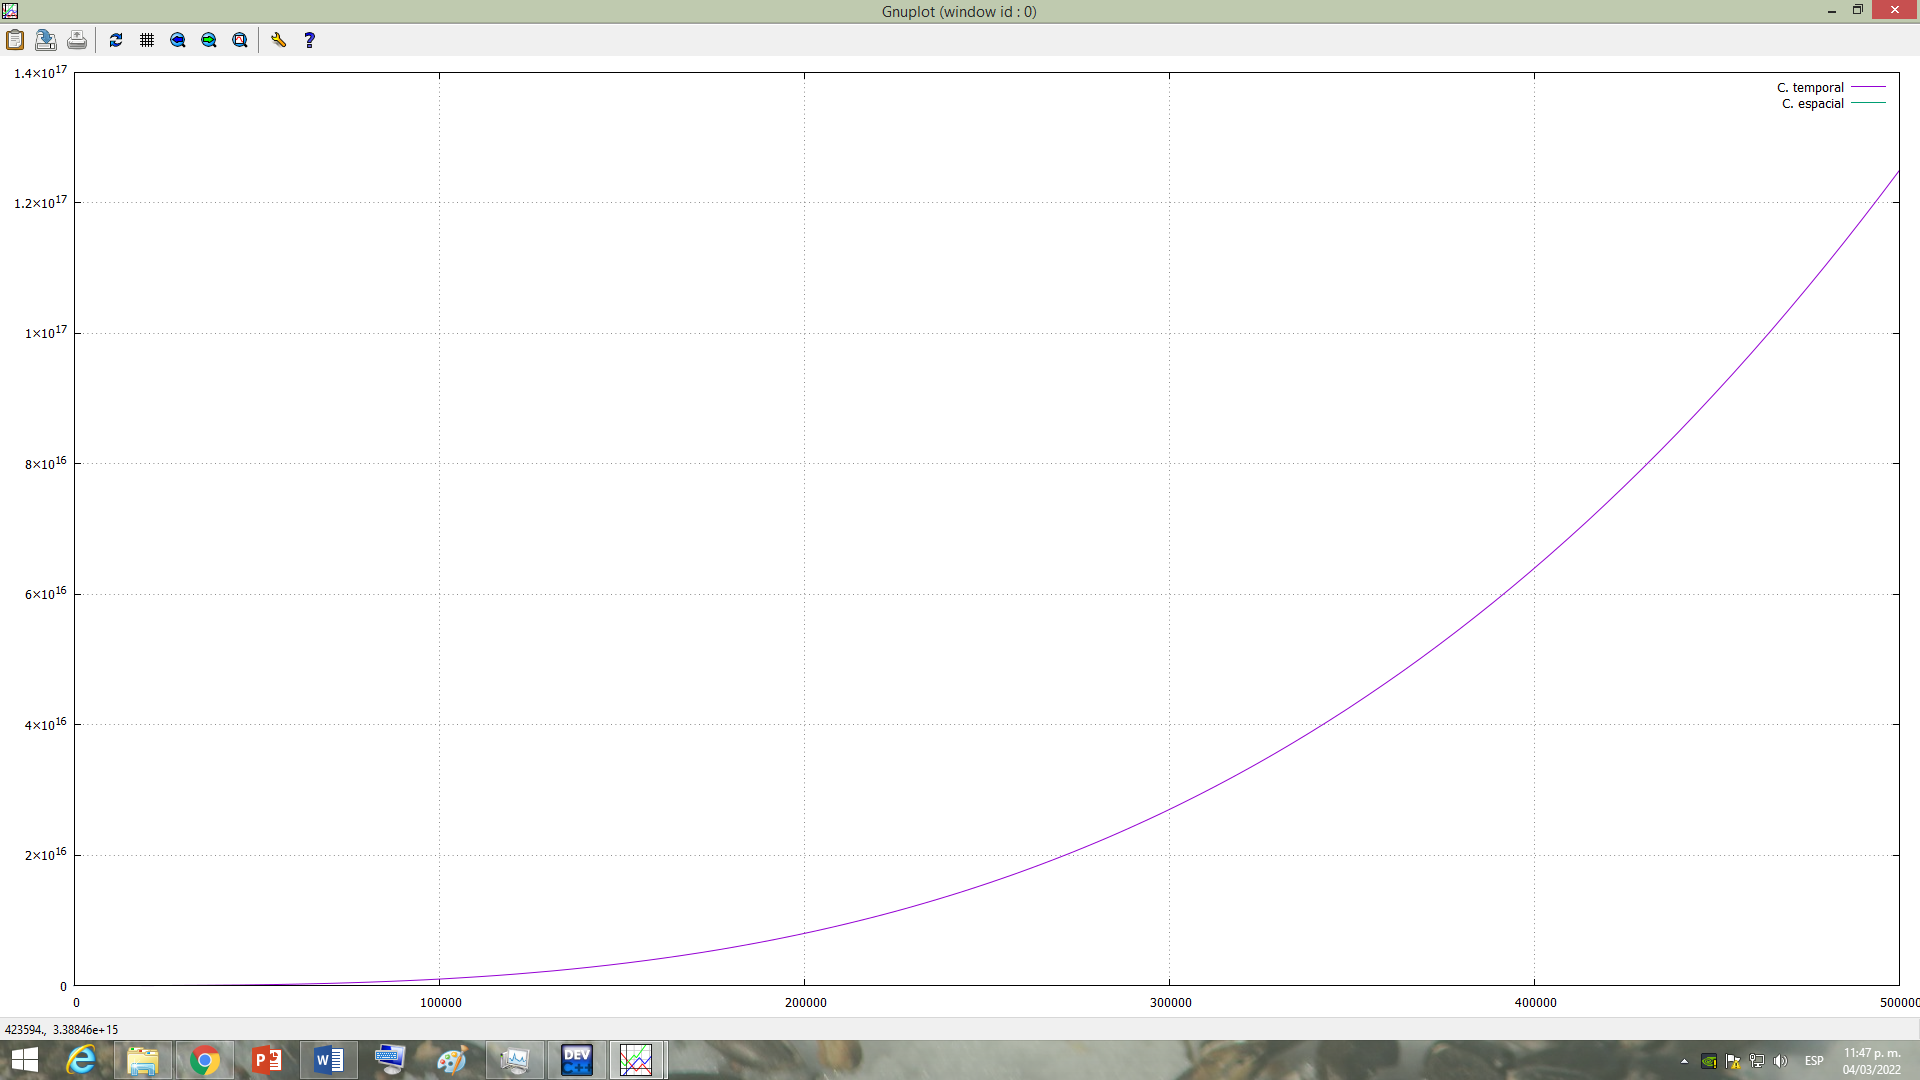 Gnuplot (window id : 0)
1.4×10^17
C. temporal
C. espacial
1.2×10^17
1×10^17
8×10^16
6×10^16
4×10^16
2×10^16
0
0 100000 200000 300000 400000 500000
423594., 3.38846e+15
ESP
11:47 p. m.
04/03/2022
DEV
C++